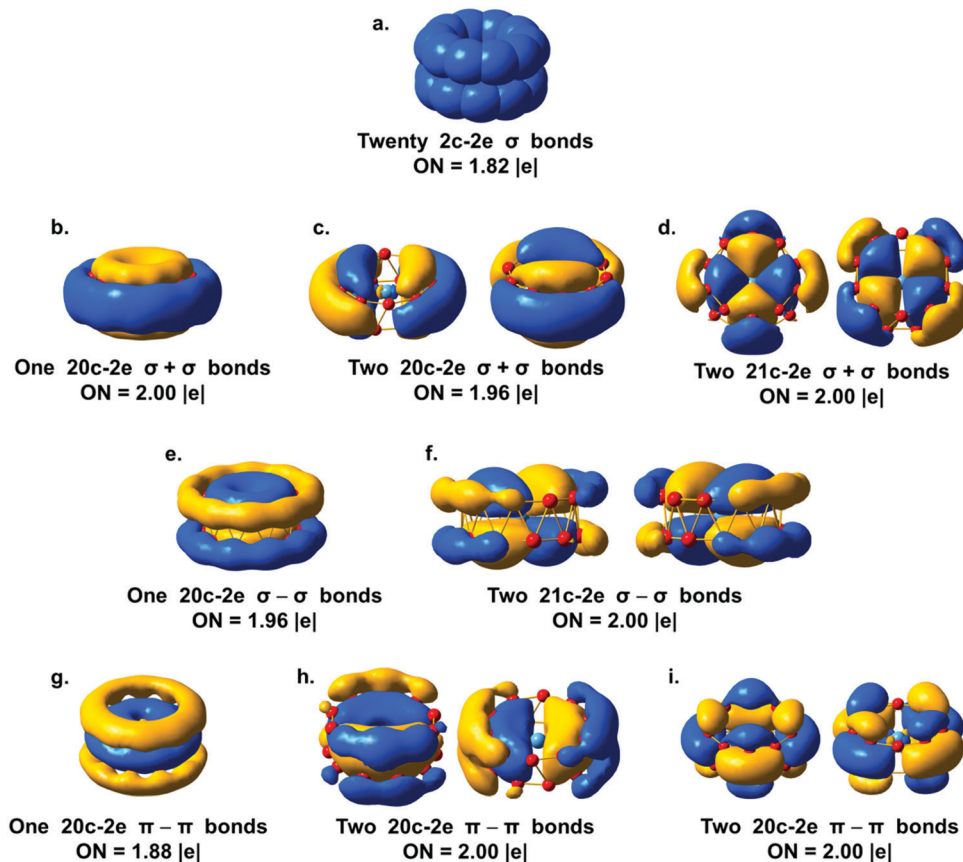 a.
Twenty 2c-2e σ bonds
ON = 1.82 |e|
b.
One 20c-2e σ + σ bonds
ON = 2.00 |e|
c.
Two 20c-2e σ + σ bonds
ON = 1.96 |e|
d.
Two 21c-2e σ + σ bonds
ON = 2.00 |e|
e.
One 20c-2e σ – σ bonds
ON = 1.96 |e|
f.
Two 21c-2e σ – σ bonds
ON = 2.00 |e|
g.
One 20c-2e π – π bonds
ON = 1.88 |e|
h.
Two 20c-2e π – π bonds
ON = 2.00 |e|
i.
Two 20c-2e π – π bonds
ON = 2.00 |e|